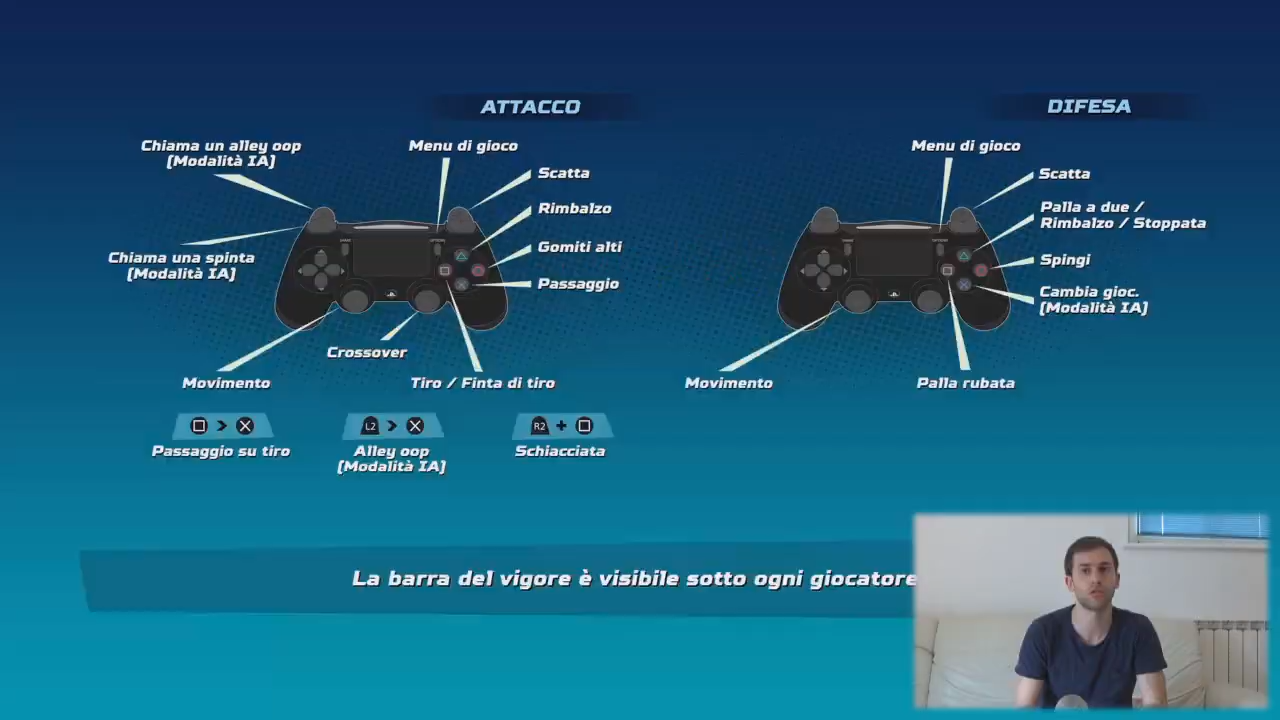 ATTACCO
Chiama un alley oop
[Modalità IA]
Menu di gioco
Scatta
Rimbalzo
Gomiti alti
Passaggio
Chiama una spinta
[Modalità IA]
Crossover
Movimento
Tiro / Finta di tiro
Passaggio su tiro
L2
Alley oop
[Modalità IA]
R2 +
Schiacciata
DIFESA
Menu di gioco
Scatta
Palla a due /
Rimbalzo / Stoppata
Spingi
Cambia gioc.
[Modalità IA]
Movimento
Palla rubata
La barra del vigore è visibile sotto ogni giocatore